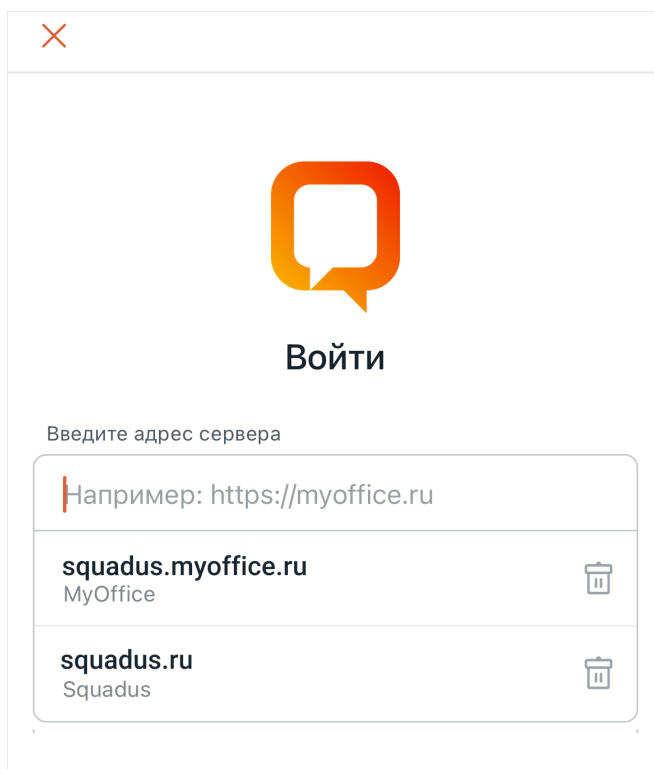 Войти
Введите адрес сервера
Например: https://myoffice.ru
squadus.myoffice.ru
MyOffice
squadus.ru
Squadus